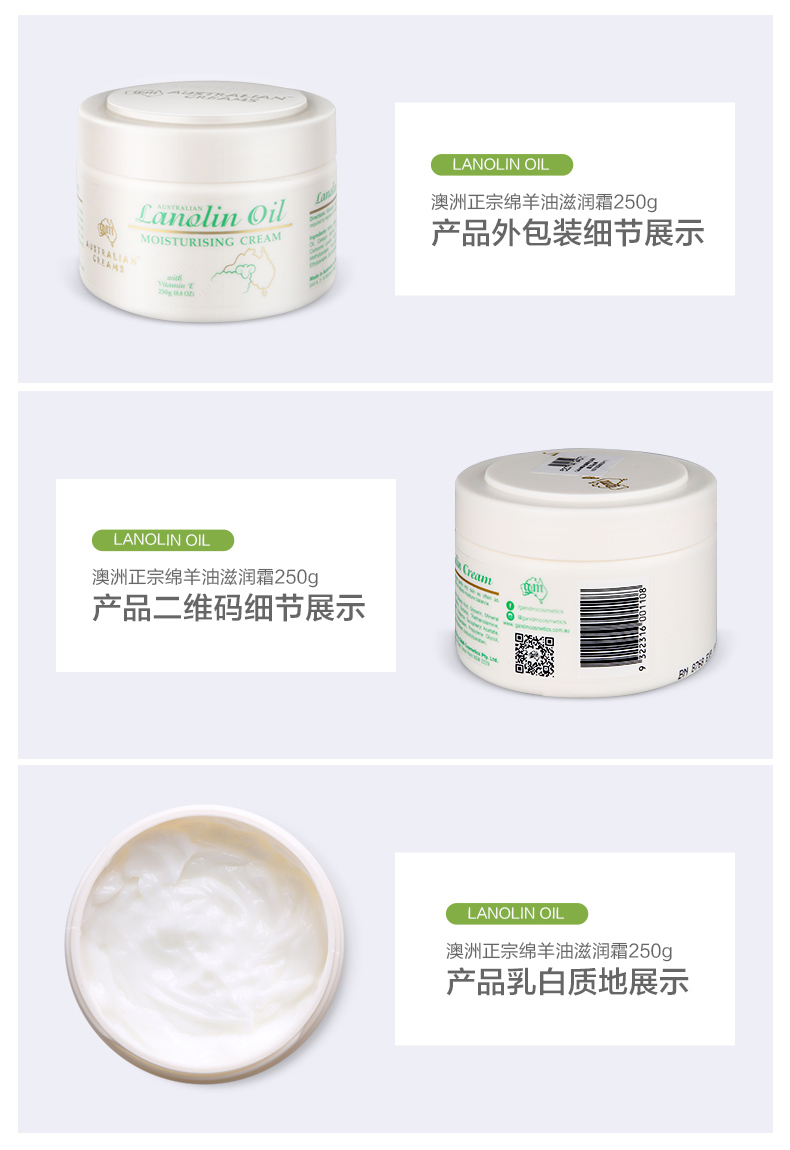 AUSTRALIAN
CREAMS
AUSTRALIAN
Lanolin Oil
MOISTURISING CREAM
with
Vitamin E
250g (8.8 OZ)
gm
AUSTRALIAN
CREAMS
LANOLIN OIL
澳洲正宗绵羊油滋润霜250g
产品外包装细节展示
LANOLIN OIL
澳洲正宗绵羊油滋润霜250g
产品二维码细节展示
Cream
gm
9 322316 001108
LANOLIN OIL
澳洲正宗绵羊油滋润霜250g
产品乳白质地展示